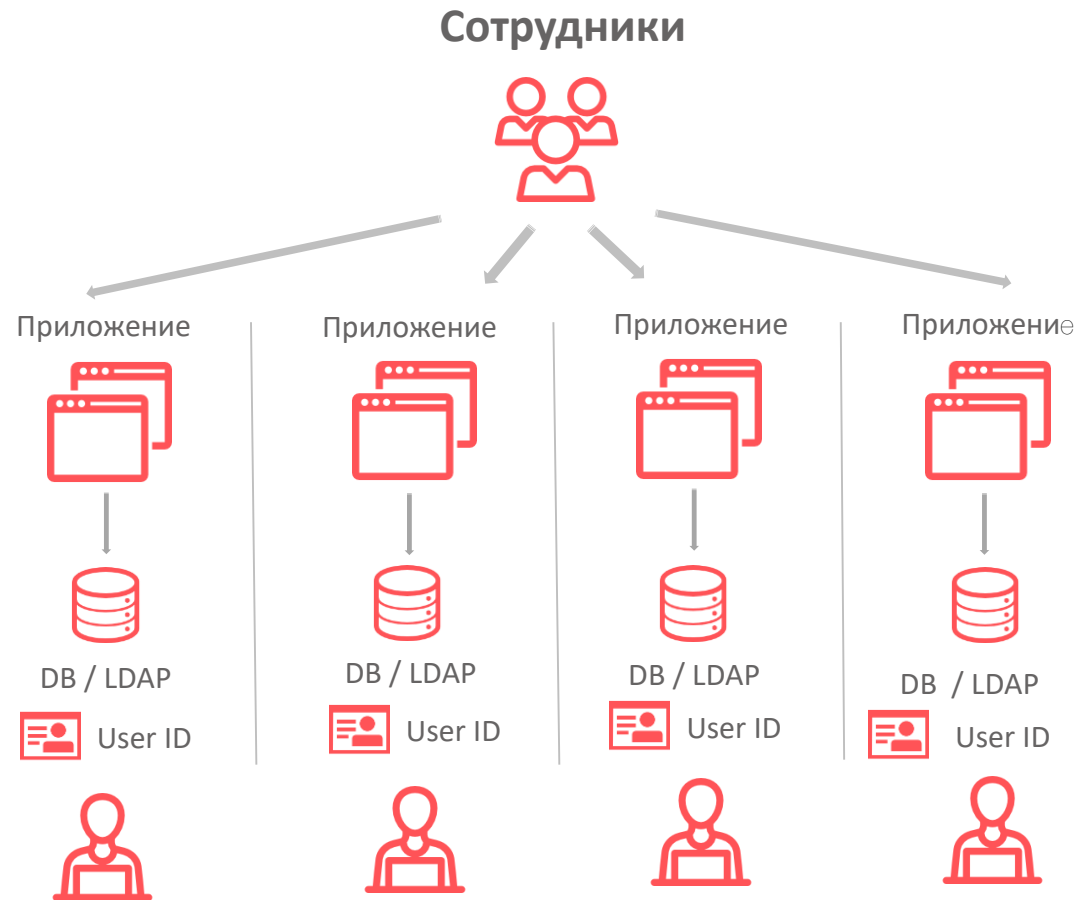 Сотрудники
Приложение
Приложение
Приложение
Приложение
DB / LDAP
DB / LDAP
DB / LDAP
DB / LDAP
User ID
User ID
User ID
User ID